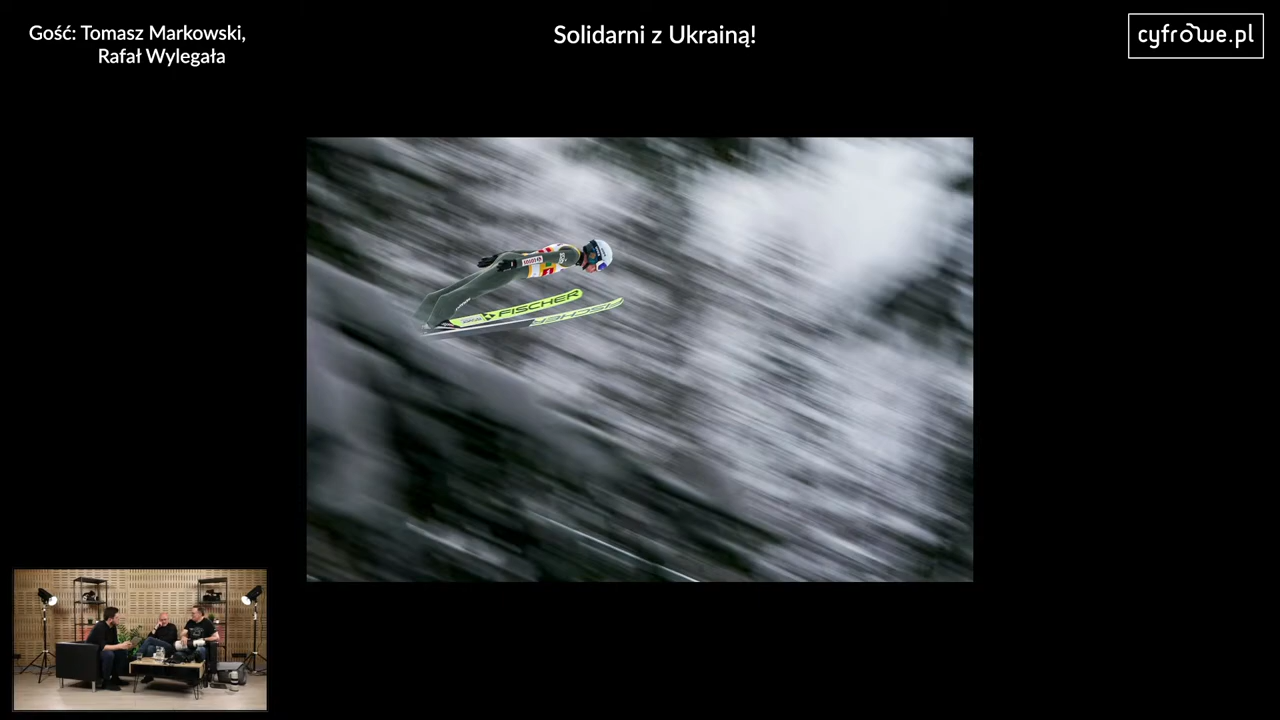 Gość: Tomasz Markowski,
Rafał Wylegała
Solidarni z Ukrainą!
cyfrowe.pl
FISCHER
FISCHER